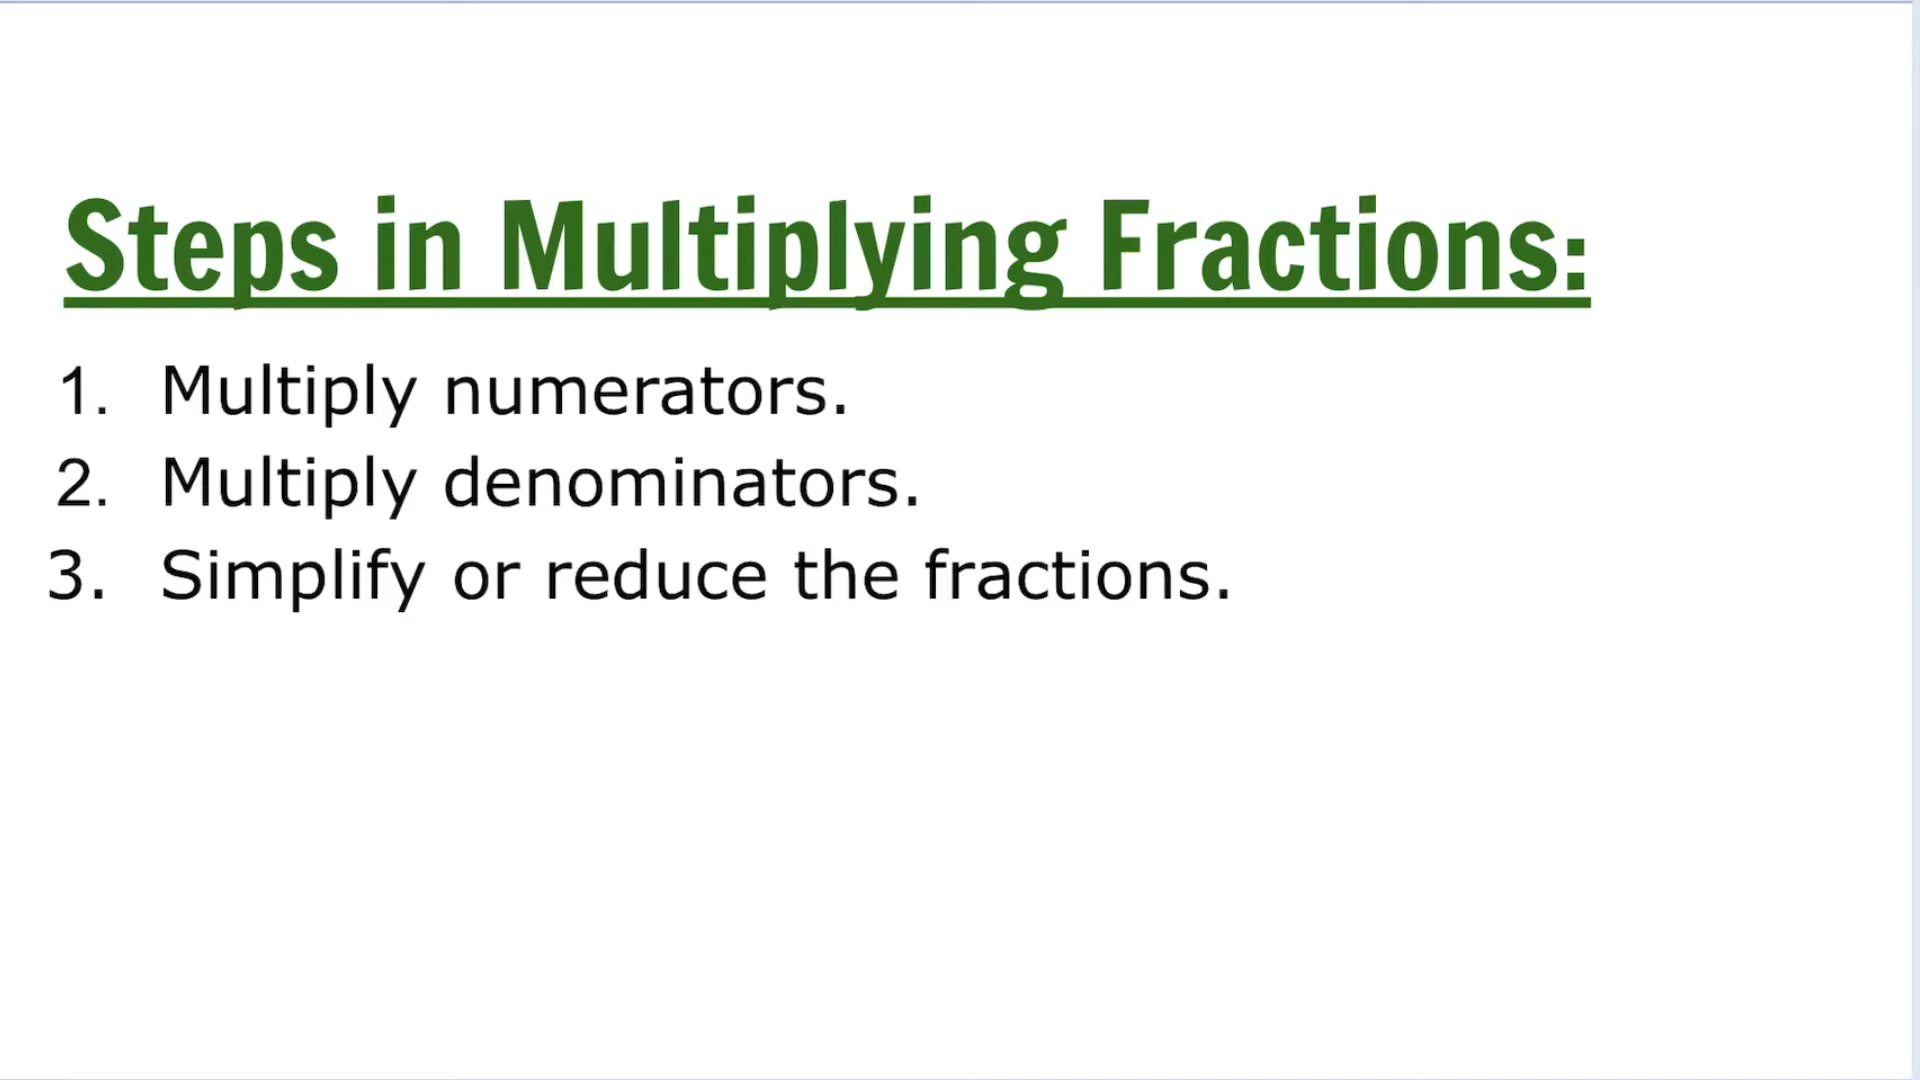 Steps in Multiplying Fractions:
1. Multiply numerators.
2. Multiply denominators.
3. Simplify or reduce the fractions.